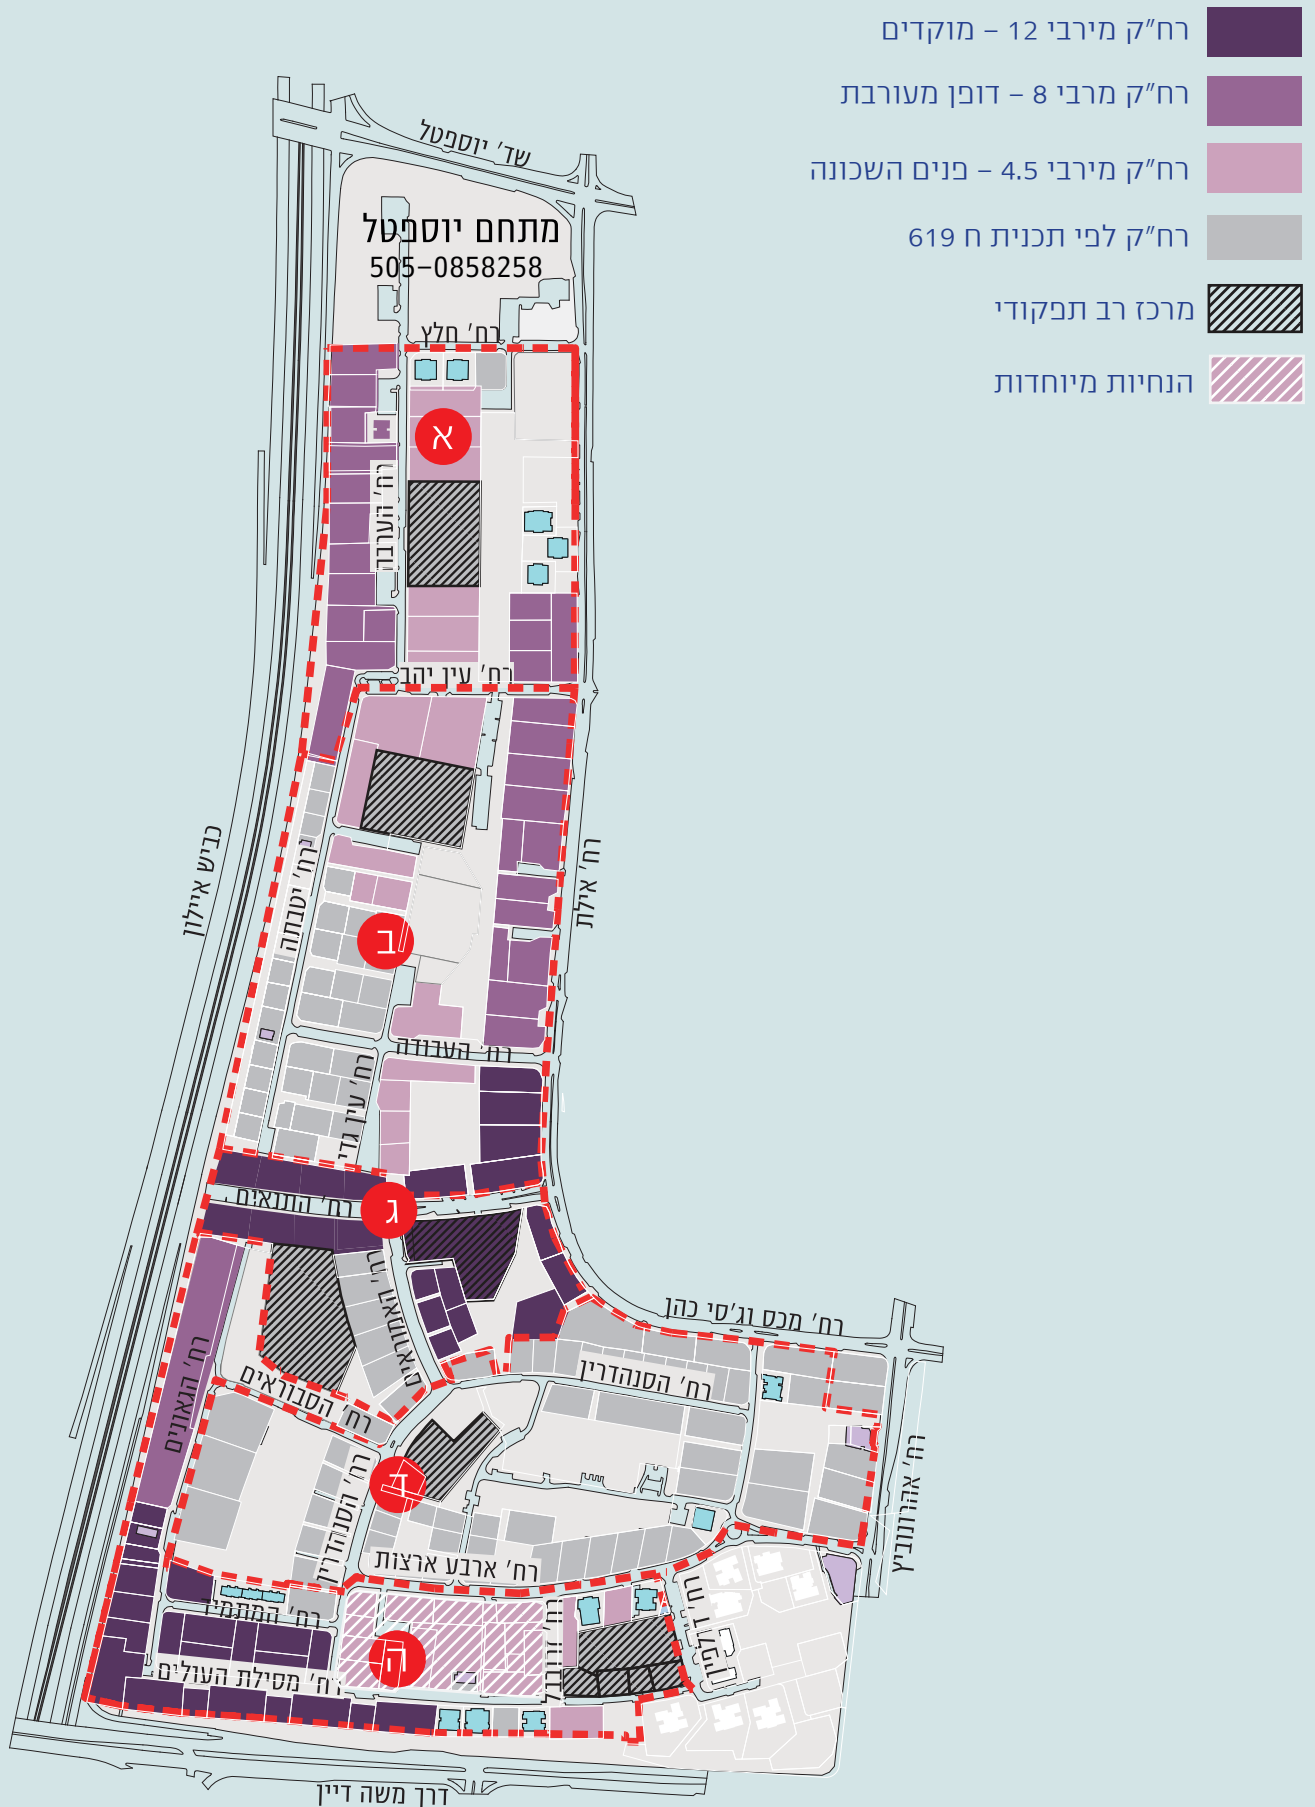 רח"ק מירבי 12 – מוקדים
רח"ק מרבי 8 – דופן מעורבת
רח"ק מירבי 4.5 – פנים השכונה
רח"ק לפי תכנית ח 619
מרכז רב תפקודי
הנחיות מיוחדות
שד' יוספטל
מתחם יוספטל
505-0858258
רח' חלץ
א
רח' הערבה
רח' עין יהב
כביש איילון
רח' יטבתה
רח' אילת
ב
רח' העבודה
רח' עין גדי
רח' התנאים
ג
רח' מכס וג'סי כהן
רח' הסנהדרין
רח' הגאונים
רח' הסבוראים
רח' אהרונוביץ
רח' הסנהדרין
ד
רח' ארבע ארצות
ה
רח' מסילת העולים
דרך משה דיין